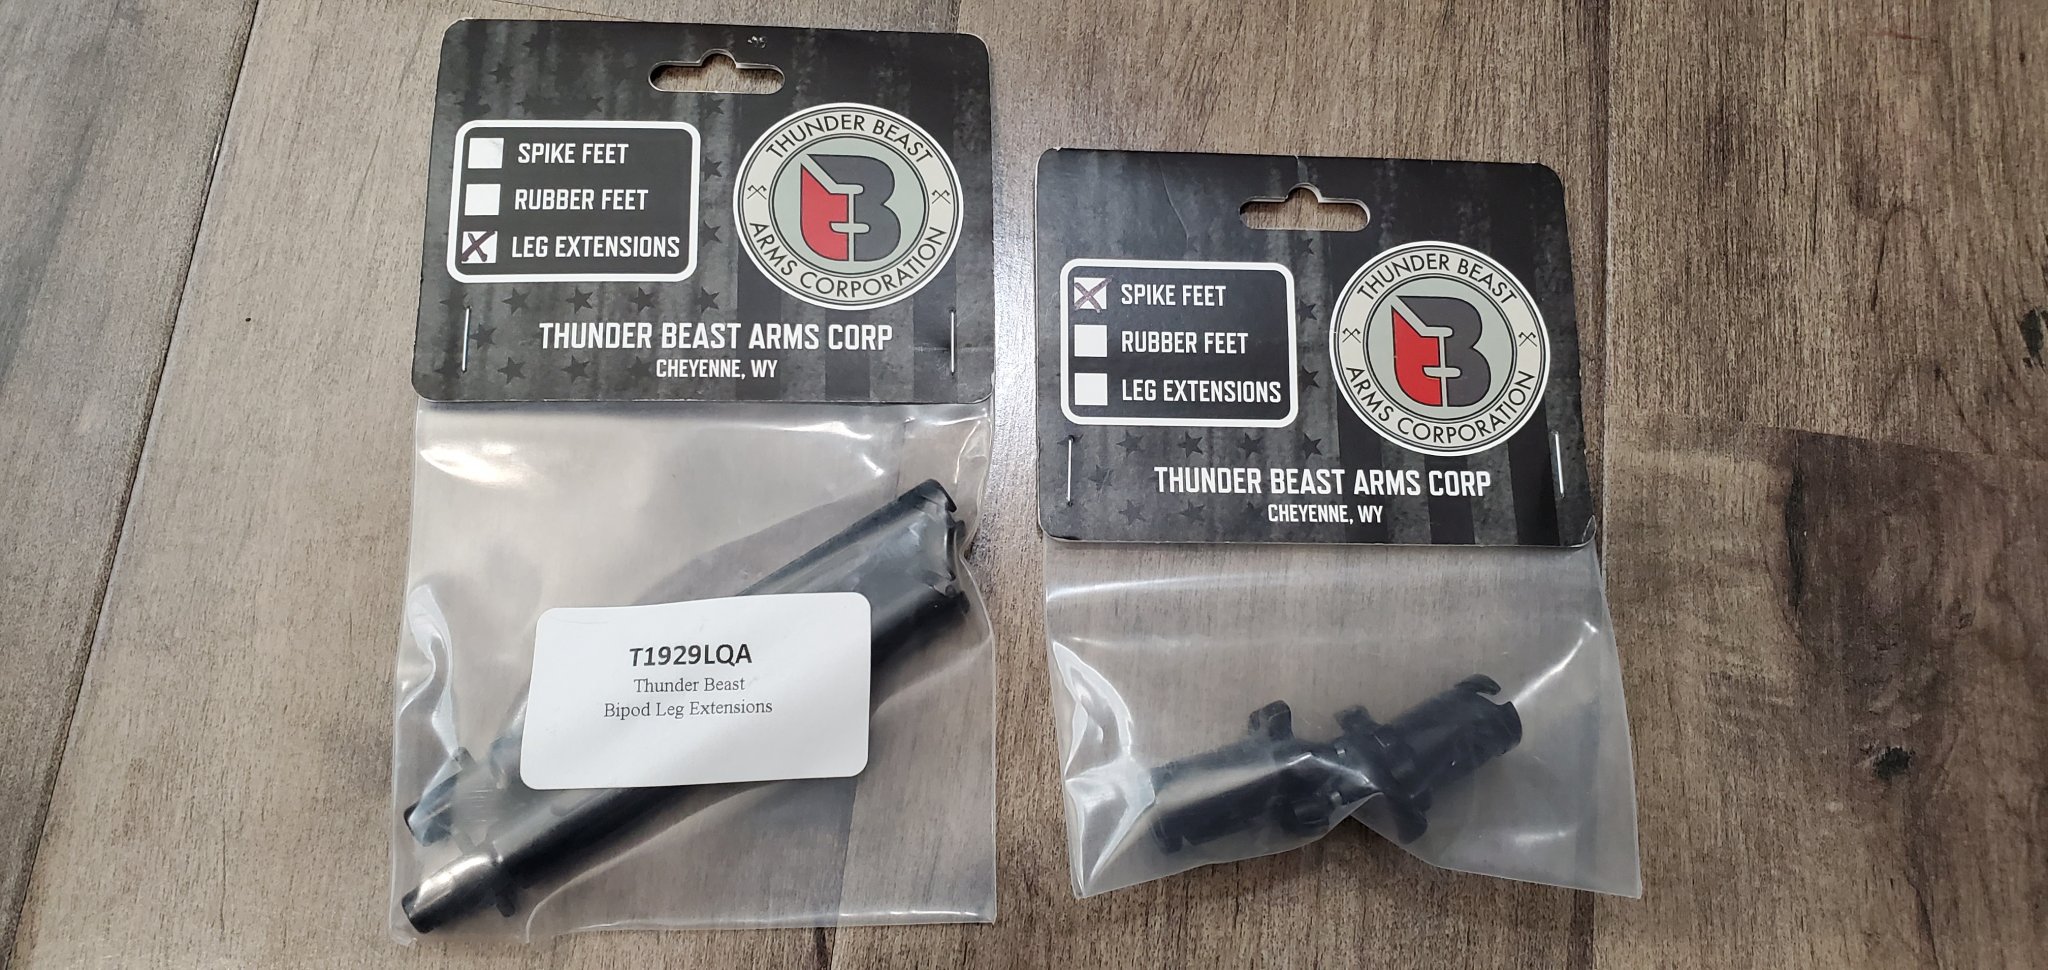 SPIKE FEET
RUBBER FEET
LEG EXTENSIONS
THUNDER BEAST
ARMS CORPORATION
THUNDER BEAST ARMS CORP
CHEYENNE, WY
T1929LQA
Thunder Beast
Bipod Leg Extensions
SPIKE FEET
RUBBER FEET
LEG EXTENSIONS
THUNDER BEAST
ARMS CORPORATION
THUNDER BEAST ARMS CORP
CHEYENNE, WY